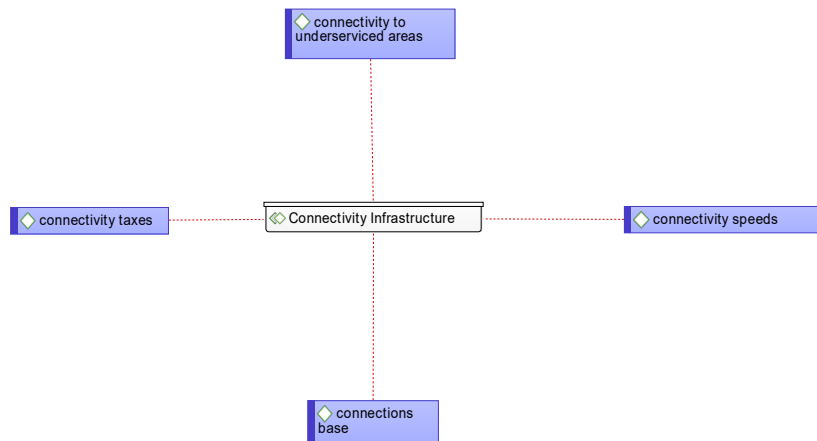 connectivity to
underserviced areas
connectivity taxes
Connectivity Infrastructure
connectivity speeds
connections
base